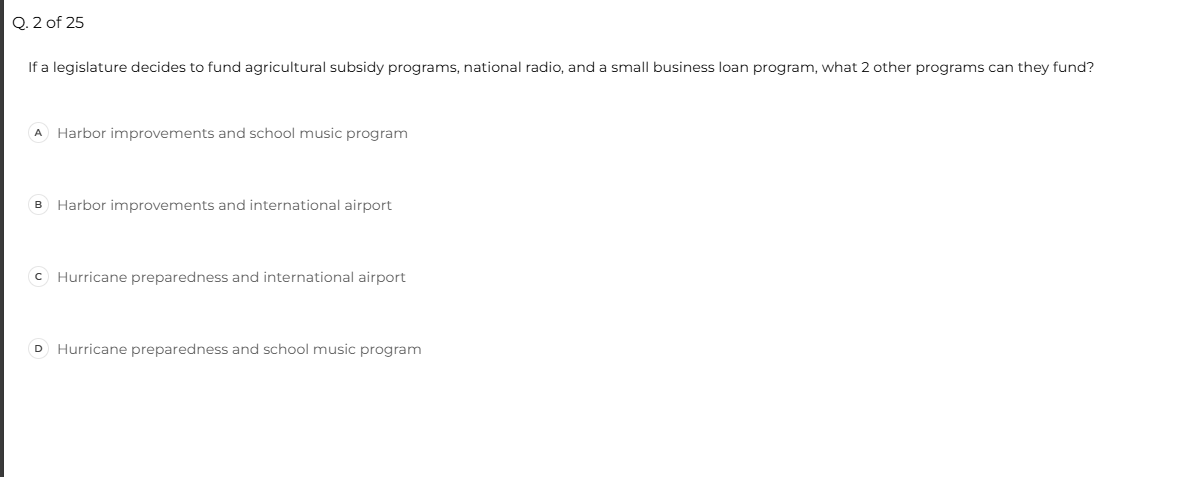 Q. 2 of 25
If a legislature decides to fund agricultural subsidy programs, national radio, and a small business loan program, what 2 other programs can they fund?
A Harbor improvements and school music program
B Harbor improvements and international airport
C Hurricane preparedness and international airport
D Hurricane preparedness and school music program